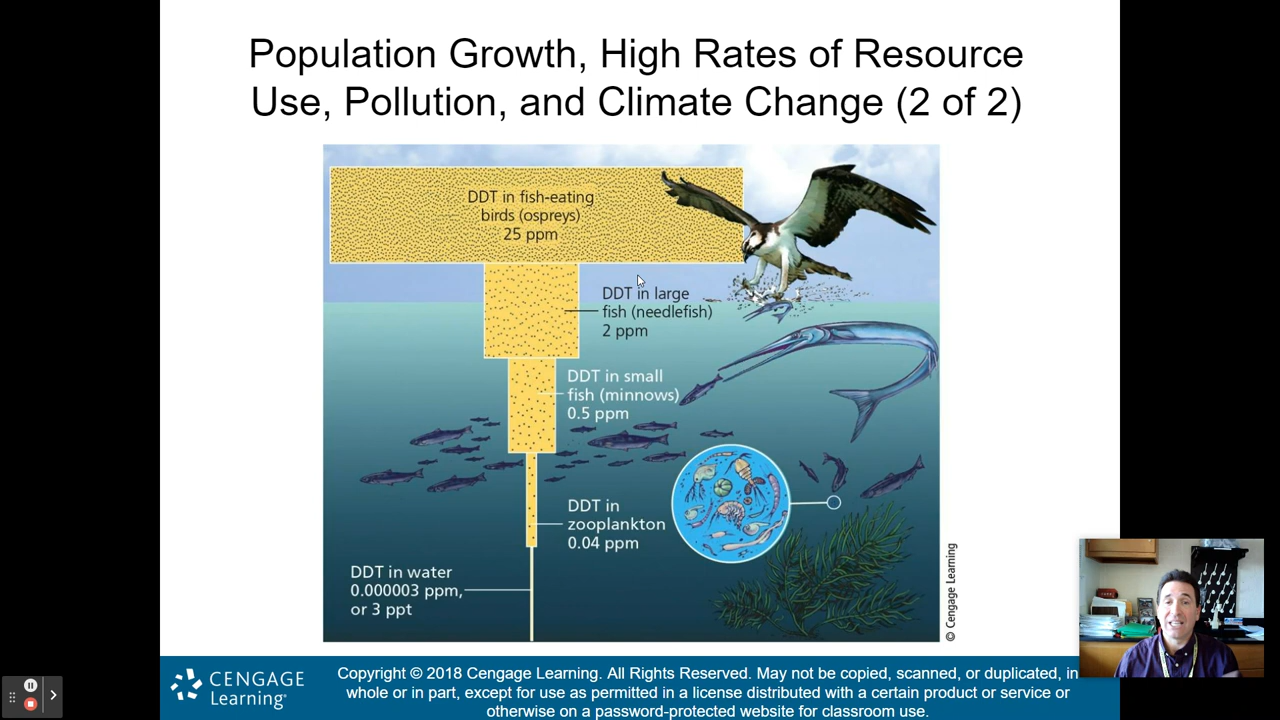 Population Growth, High Rates of Resource
Use, Pollution, and Climate Change (2 of 2)
DDT in fish-eating
birds (ospreys)
25 ppm
DDT in large
fish (needlefish)
2 ppm
DDT in small
fish (minnows)
0.5 ppm
DDT in
zooplankton
0.04 ppm
DDT in water
0.000003 ppm,
or 3 ppt
© Cengage Learning
CENGAGE
Learning
Copyright © 2018 Cengage Learning. All Rights Reserved. May not be copied, scanned, or duplicated, in
whole or in part, except for use as permitted in a license distributed with a certain product or service or
otherwise on a password-protected website for classroom use.